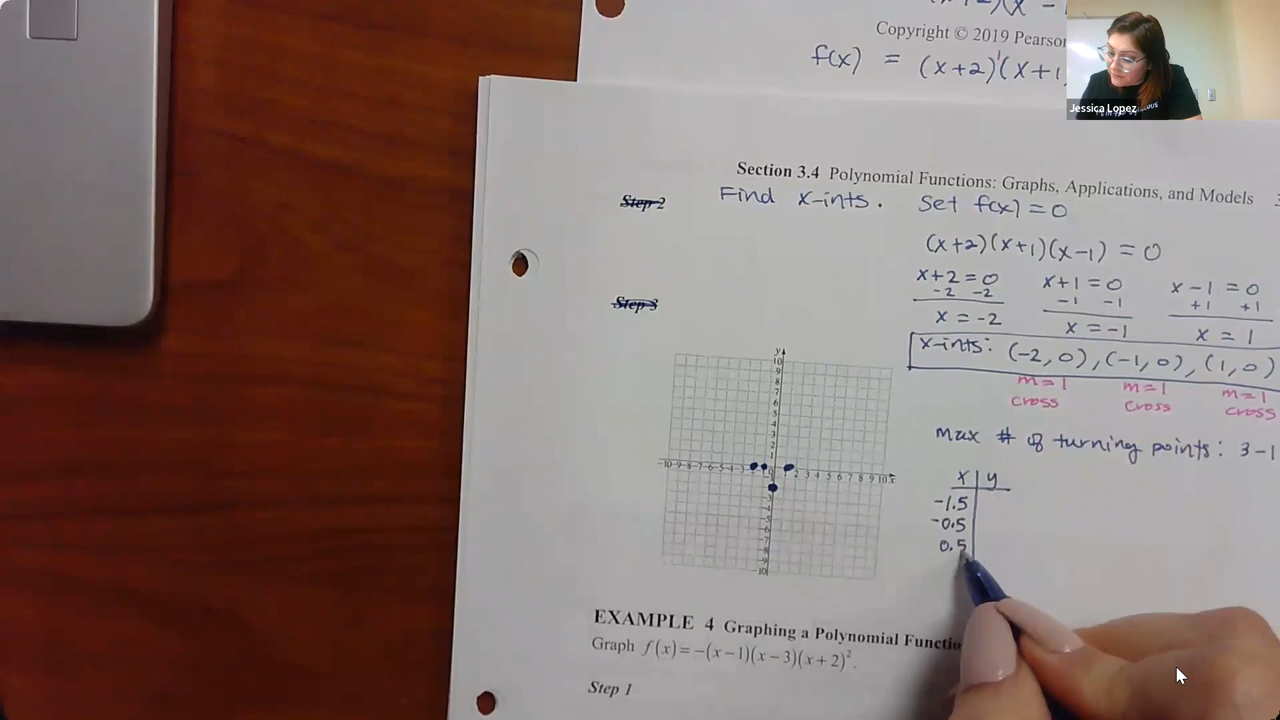 Copyright © 2019 Pearson
f(x) = (x+2)¹(x+1
Jessica Lopez
Section 3.4 Polynomial Functions: Graphs, Applications, and Models
Step 2 Find x-ints. Set f(x) = 0
(x+2)(x+1)(x-1) = 0
x+2=0 x+1=0 x-1=0
-2 -2 -1 -1 +1 +1
x = -2 x = -1 x = 1
Step 3
x-ints: (-2, 0), (-1, 0), (1, 0)
m=1 m=1 m=1
cross cross cross
max # of turning points: 3-1
x y
-1.5
-0.5
0.5
EXAMPLE 4 Graphing a Polynomial Functio
Graph f(x)=-(x-1)(x-3)(x+2)².
Step 1